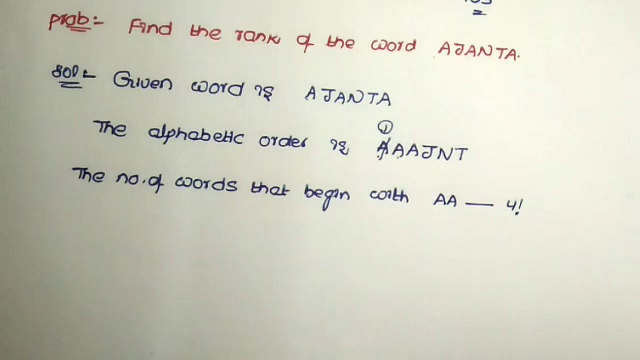 2
prob:- Find the rank of the word AJANTA.
Sol:- Given word is AJANTA
1
The alphabetic order is AAAJNT
The no. of words that begin with AA — 4!